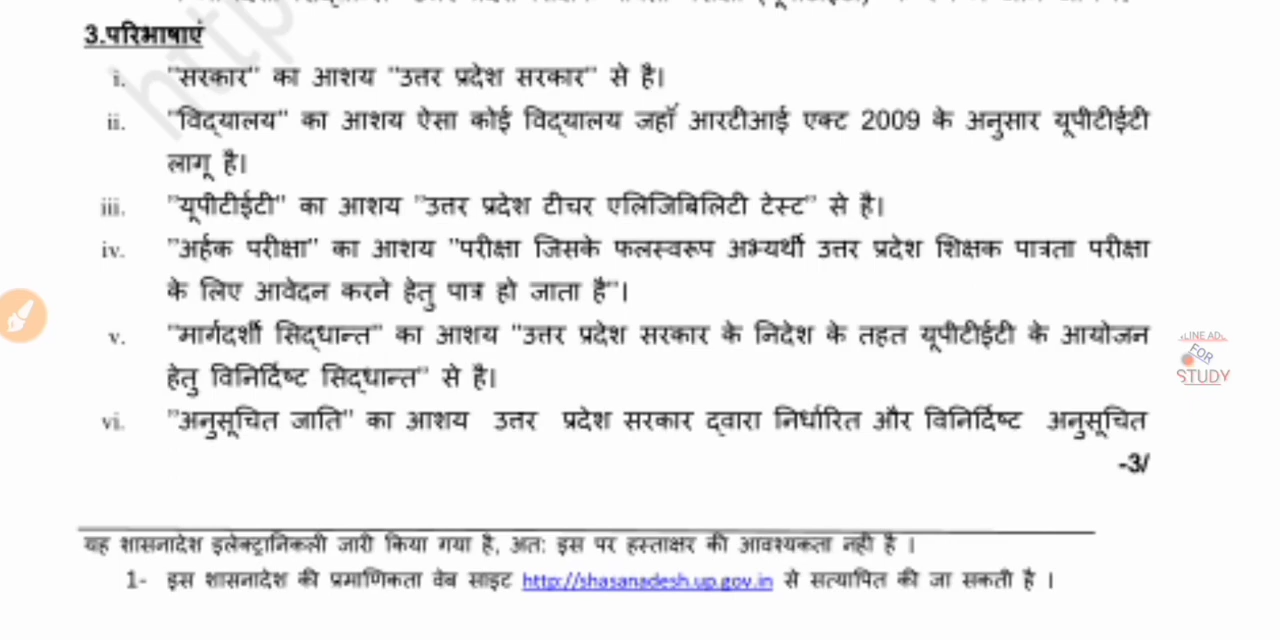 3.परिभाषाएं
i. "सरकार" का आशय "उत्तर प्रदेश सरकार" से है।
ii. "विद्यालय" का आशय ऐसा कोई विद्यालय जहॉ आरटीआई एक्ट 2009 के अनुसार यूपीटीईटी
लागू है।
iii. "यूपीटीईटी" का आशय "उत्तर प्रदेश टीचर एलिजिबिलिटी टेस्ट" से है।
iv. "अर्हक परीक्षा" का आशय "परीक्षा जिसके फलस्वरूप अभ्यर्थी उत्तर प्रदेश शिक्षक पात्रता परीक्षा
के लिए आवेदन करने हेतु पात्र हो जाता है"।
v. "मार्गदर्शी सिद्धान्त" का आशय "उत्तर प्रदेश सरकार के निदेश के तहत यूपीटीईटी के आयोजन
हेतु विनिर्दिष्ट सिद्धान्त" से है।
vi. "अनुसूचित जाति" का आशय उत्तर प्रदेश सरकार द्वारा निर्धारित और विनिर्दिष्ट अनुसूचित
-3/
यह शासनादेश इलेक्ट्रानिकली जारी किया गया है, अत: इस पर हस्ताक्षर की आवश्यकता नही है ।
1- इस शासनादेश की प्रमाणिकता वेब साइट http://shasanadesh.up.gov.in से सत्यापित की जा सकती है ।
http
FOR
STUDY